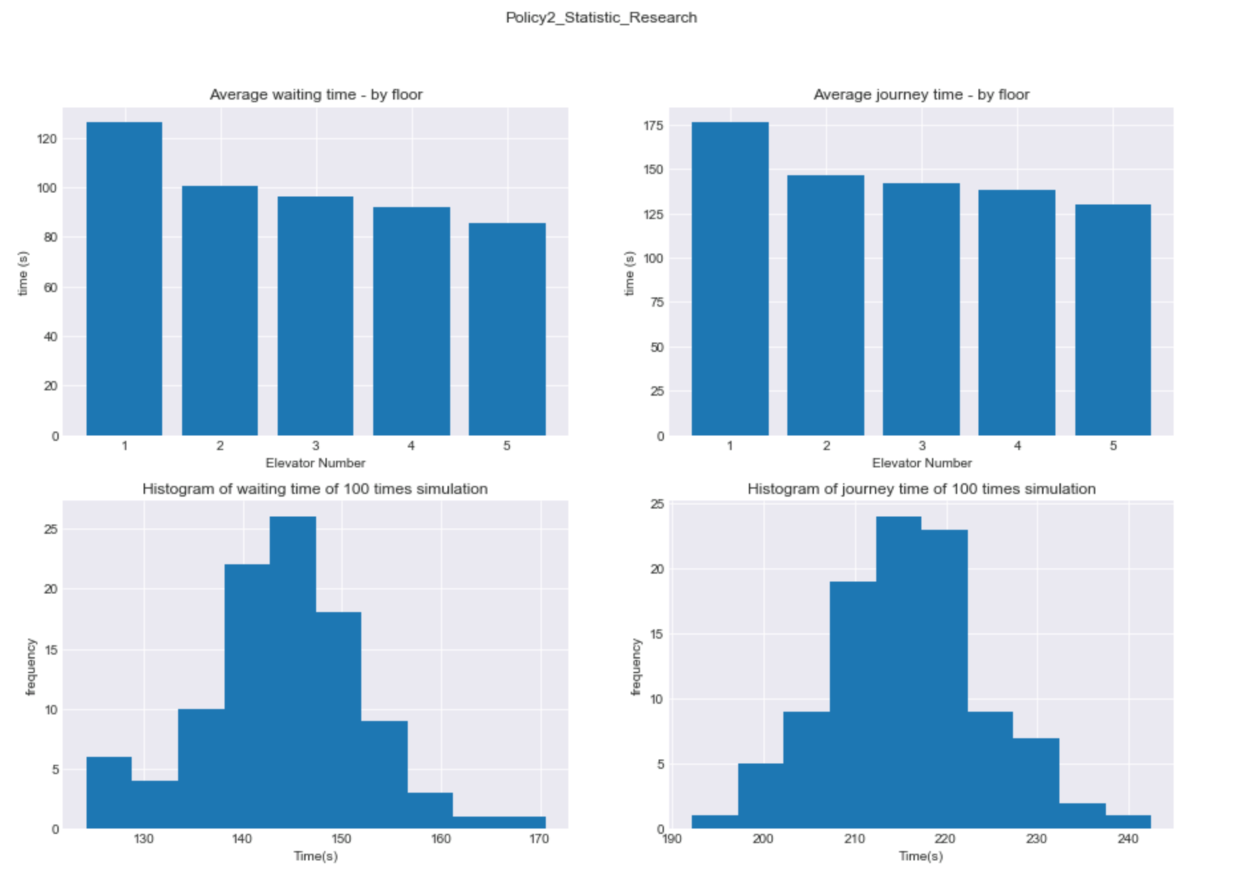 Policy2_Statistic_Research
Average waiting time - by floor
120
100
80
60
40
20
0
time (s)
1 2 3 4 5
Elevator Number
Average journey time - by floor
175
150
125
100
75
50
25
0
time (s)
1 2 3 4 5
Elevator Number
Histogram of waiting time of 100 times simulation
25
20
15
10
5
0
frequency
130 140 150 160 170
Time(s)
Histogram of journey time of 100 times simulation
25
20
15
10
5
0
frequency
190 200 210 220 230 240
Time(s)